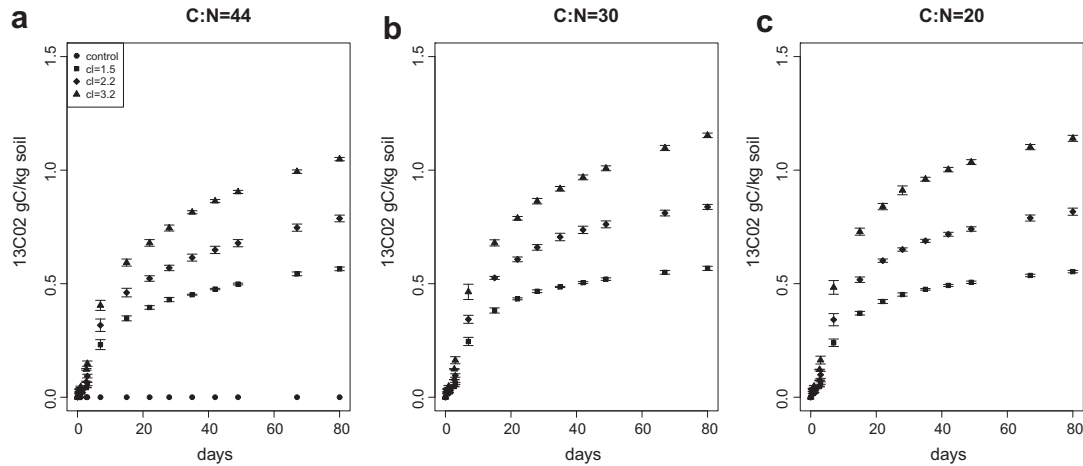 a
C:N=44
control
cl=1.5
cl=2.2
cl=3.2
13C02 gC/kg soil
0.0
0.5
1.0
1.5
0 20 40 60 80
days
b
C:N=30
13C02 gC/kg soil
0.0
0.5
1.0
1.5
0 20 40 60 80
days
c
C:N=20
13C02 gC/kg soil
0.0
0.5
1.0
1.5
0 20 40 60 80
days